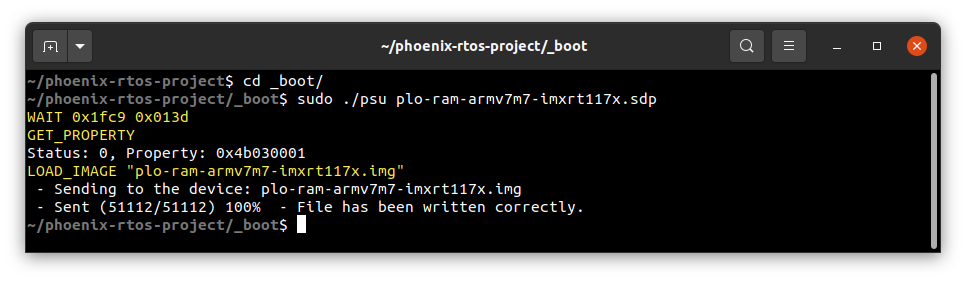 ~/phoenix-rtos-project/_boot
~/phoenix-rtos-project$ cd _boot/
~/phoenix-rtos-project/_boot$ sudo ./psu plo-ram-armv7m7-imxrt117x.sdp
WAIT 0x1fc9 0x013d
GET_PROPERTY
Status: 0, Property: 0x4b030001
LOAD_IMAGE "plo-ram-armv7m7-imxrt117x.img"
 - Sending to the device: plo-ram-armv7m7-imxrt117x.img
 - Sent (51112/51112) 100%  - File has been written correctly.
~/phoenix-rtos-project/_boot$